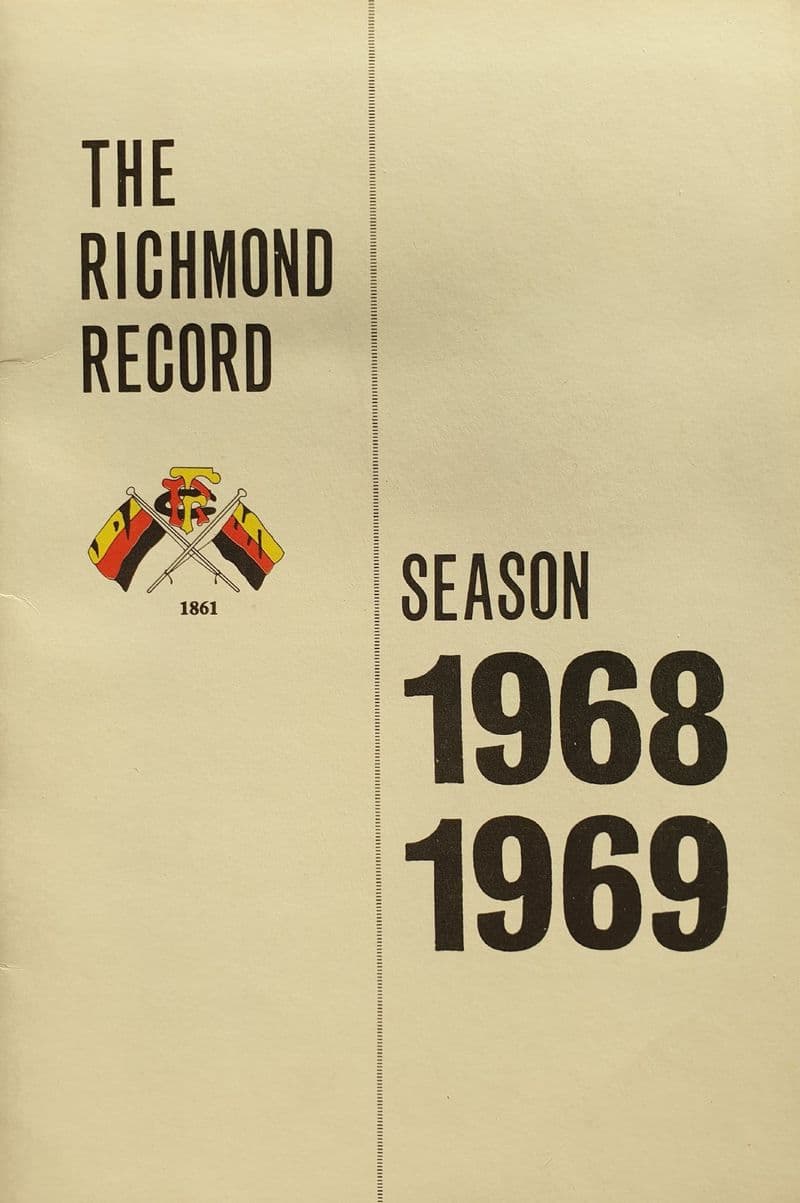 THE
RICHMOND
RECORD
1861
SEASON
1968
1969